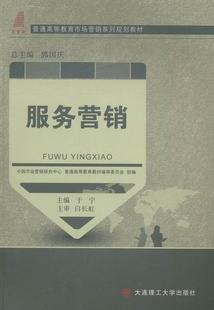 普通高等教育市场营销系列规划教材
总主编 郭国庆
服务营销
FUWU YINGXIAO
中国市场营销研究中心 普通高等教育教材编审委员会 组编
主编 于宁
主审 白长虹
大连理工大学出版社